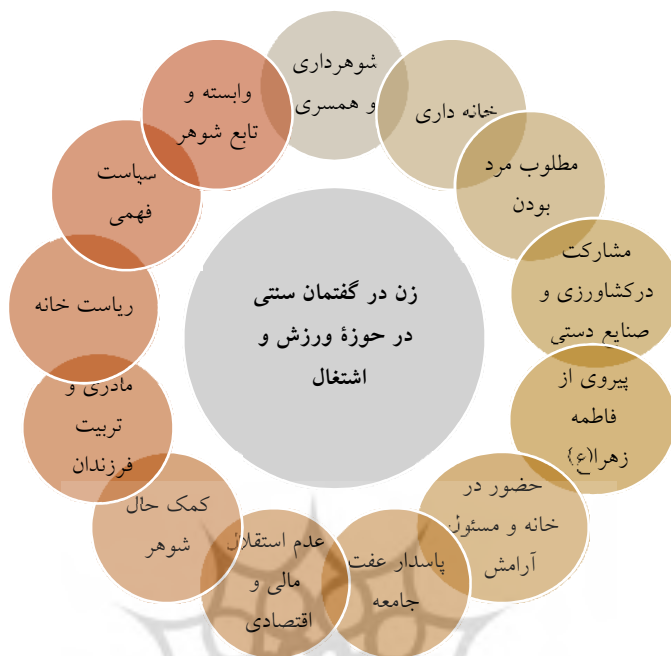 شوهرداری
و همسری
خانه داری
مطلوب مرد
بودن
مشارکت
درکشاورزی و
صنایع دستی
پیروی از
فاطمه
زهرا(ع}
حضور در
خانه و مسئول
آرامش
پاسدار عفت
جامعه
عدم استقلال
مالی و
اقتصادی
کمک حال
شوهر
مادری و
تربیت
فرزندان
ریاست خانه
سیاست
فهمی
وابسته و
تابع شوهر
زن در گفتمان سنتی
در حوزۀ ورزش و
اشتغال